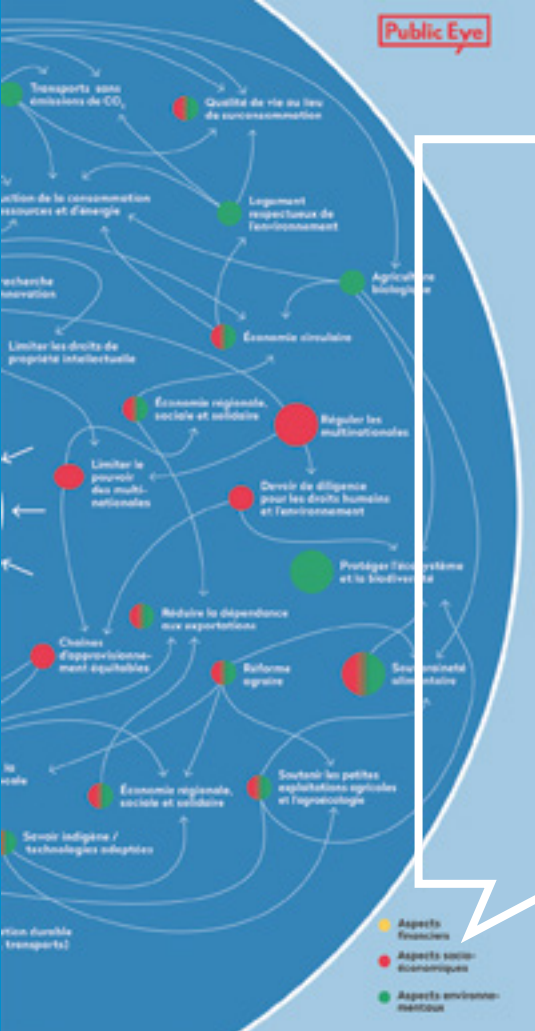 Public Eye
Transports sans
émissions de CO₂
Qualité de vie au lieu
de surconsommation
uction de la consommation
essources et d'énergie
Logement
respectueux de
l'environnement
echerche
nnovation
Agriculture
biologique
Limiter les droits de
propriété intellectuelle
Économie circulaire
Économie régionale,
sociale et solidaire
Réguler les
multinationales
Limiter le
pouvoir
des multi-
nationales
Devoir de diligence
pour les droits humains
et l'environnement
Protéger l'écosystème
et la biodiversité
Réduire la dépendance
aux exportations
Chaînes
d'approvisionne-
ment équitables
Réforme
agraire
Souveraineté
alimentaire
la
cale
Économie régionale,
sociale et solidaire
Soutenir les petites
exploitations agricoles
et l'agroécologie
Savoir indigène /
technologies adaptées
tion durable
transports)
Aspects
financiers
Aspects socio-
économiques
Aspects environne-
mentaux